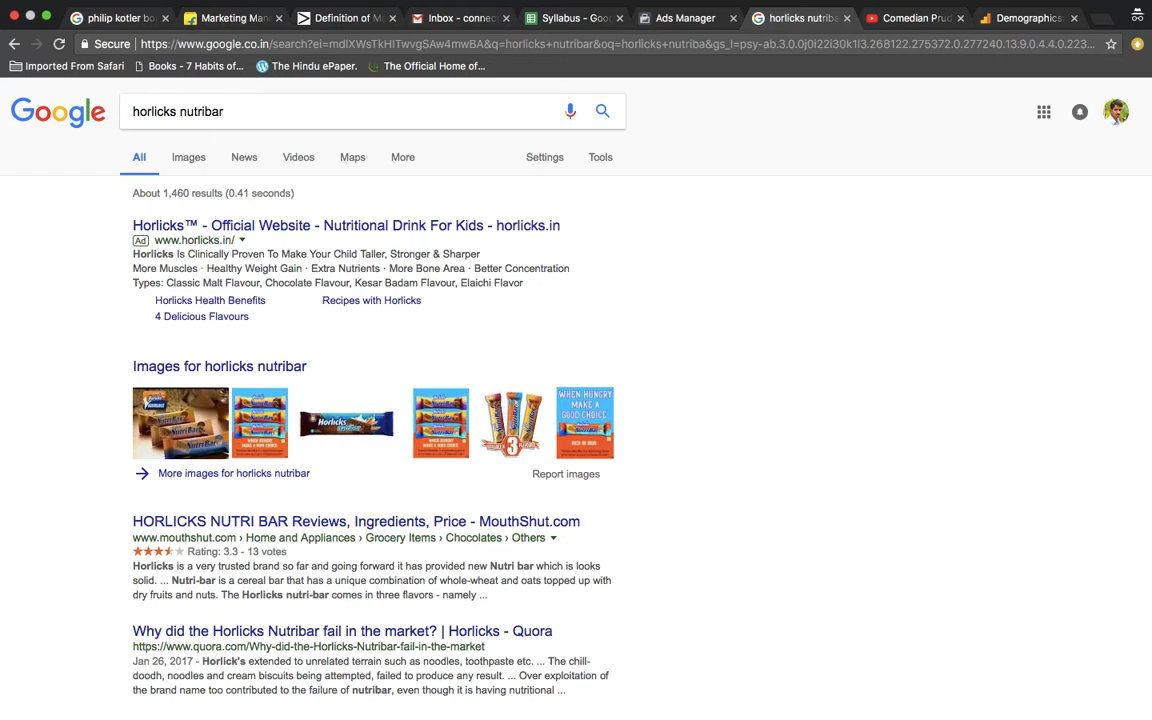 philip kotler bo
Marketing Man
Definition of M
Inbox - connec
Syllabus - Goo
Ads Manager
horlicks nutriba
Comedian Prud
Demographics
Secure
https://www.google.co.in/search?ei=mdlXWsTkHITwvgSAw4mwBA&q=horlicks+nutribar&oq=horlicks+nutriba&gs_l=psy-ab.3.0.0j0i22i30k1l3.268122.275372.0.277240.13.9.0.4.4.0.223...
Imported From Safari
Books - 7 Habits of...
The Hindu ePaper.
The Official Home of...
Google
horlicks nutribar
All Images News Videos Maps More Settings Tools
About 1,460 results (0.41 seconds)
Horlicks™ - Official Website - Nutritional Drink For Kids - horlicks.in
Ad www.horlicks.in/
Horlicks Is Clinically Proven To Make Your Child Taller, Stronger & Sharper
More Muscles · Healthy Weight Gain · Extra Nutrients · More Bone Area · Better Concentration
Types: Classic Malt Flavour, Chocolate Flavour, Kesar Badam Flavour, Elaichi Flavor
Horlicks Health Benefits Recipes with Horlicks
4 Delicious Flavours
Images for horlicks nutribar
NutriBar
Horlicks
WHEN HUNGRY
MAKE A
GOOD CHOICE
3
More images for horlicks nutribar
Report images
HORLICKS NUTRI BAR Reviews, Ingredients, Price - MouthShut.com
www.mouthshut.com › Home and Appliances › Grocery Items › Chocolates › Others
Rating: 3.3 - 13 votes
Horlicks is a very trusted brand so far and going forward it has provided new Nutri bar which is looks
solid. ... Nutri-bar is a cereal bar that has a unique combination of whole-wheat and oats topped up with
dry fruits and nuts. The Horlicks nutri-bar comes in three flavors - namely ...
Why did the Horlicks Nutribar fail in the market? | Horlicks - Quora
https://www.quora.com/Why-did-the-Horlicks-Nutribar-fail-in-the-market
Jan 26, 2017 - Horlick's extended to unrelated terrain such as noodles, toothpaste etc. ... The chill-
doodh, noodles and cream biscuits being attempted, failed to produce any result. ... Over exploitation of
the brand name too contributed to the failure of nutribar, even though it is having nutritional ...